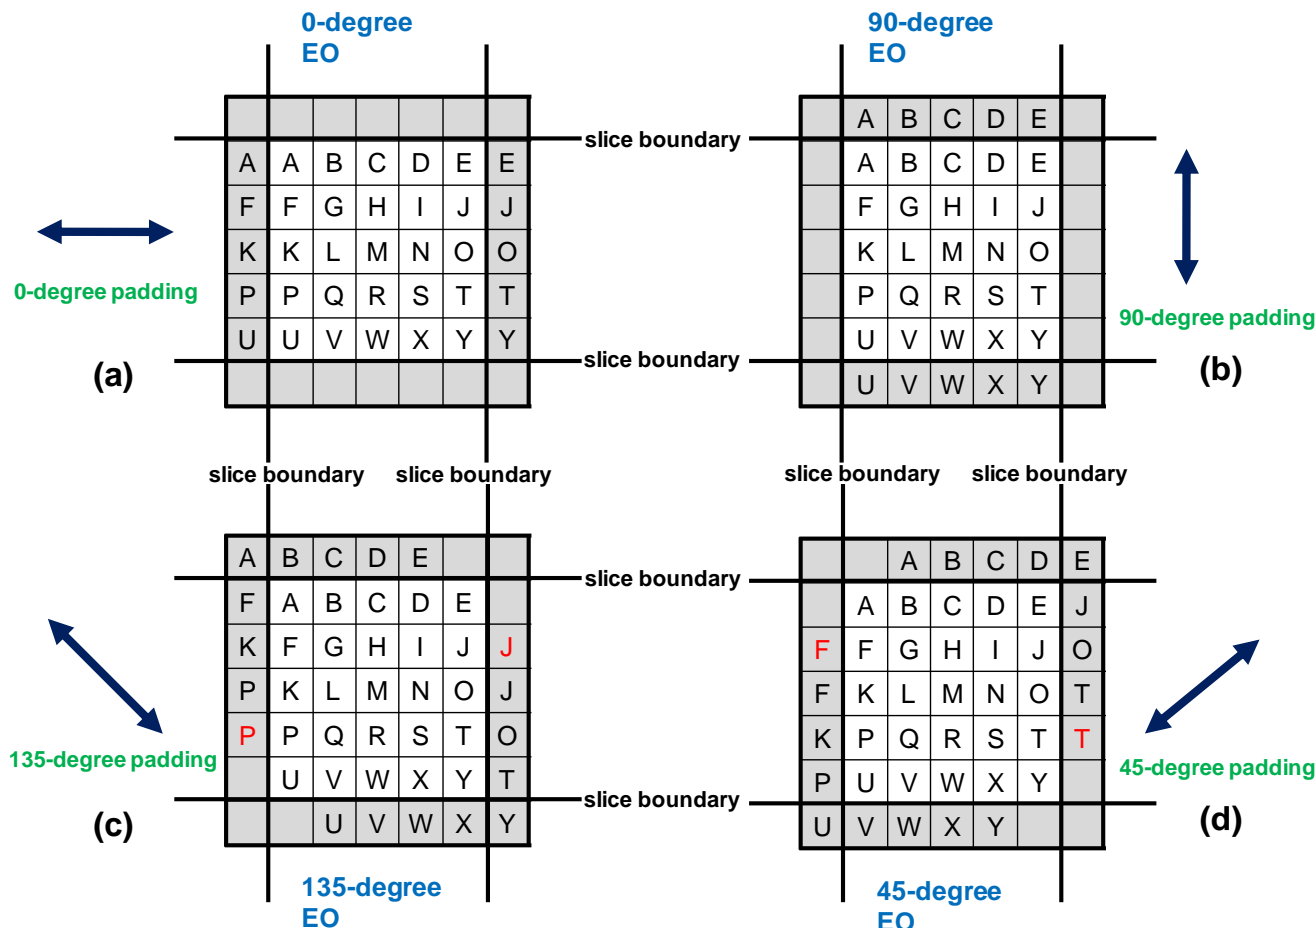 0-degree
EO
90-degree
EO
A B C D E
slice boundary
A A B C D E E
A B C D E
F F G H I J J
F G H I J
K K L M N O O
K L M N O
0-degree padding
P P Q R S T T
P Q R S T
90-degree padding
U U V W X Y Y
U V W X Y
slice boundary
(a)
(b)
U V W X Y
slice boundary
slice boundary
slice boundary
slice boundary
A B C D E
A B C D E
slice boundary
F A B C D E
A B C D E J
K F G H I J J
F F G H I J O
P K L M N O J
F K L M N O T
P P Q R S T O
K P Q R S T T
135-degree padding
45-degree padding
U V W X Y T
P U V W X Y
slice boundary
(c)
(d)
U V W X Y
U V W X Y
135-degree
EO
45-degree
EO